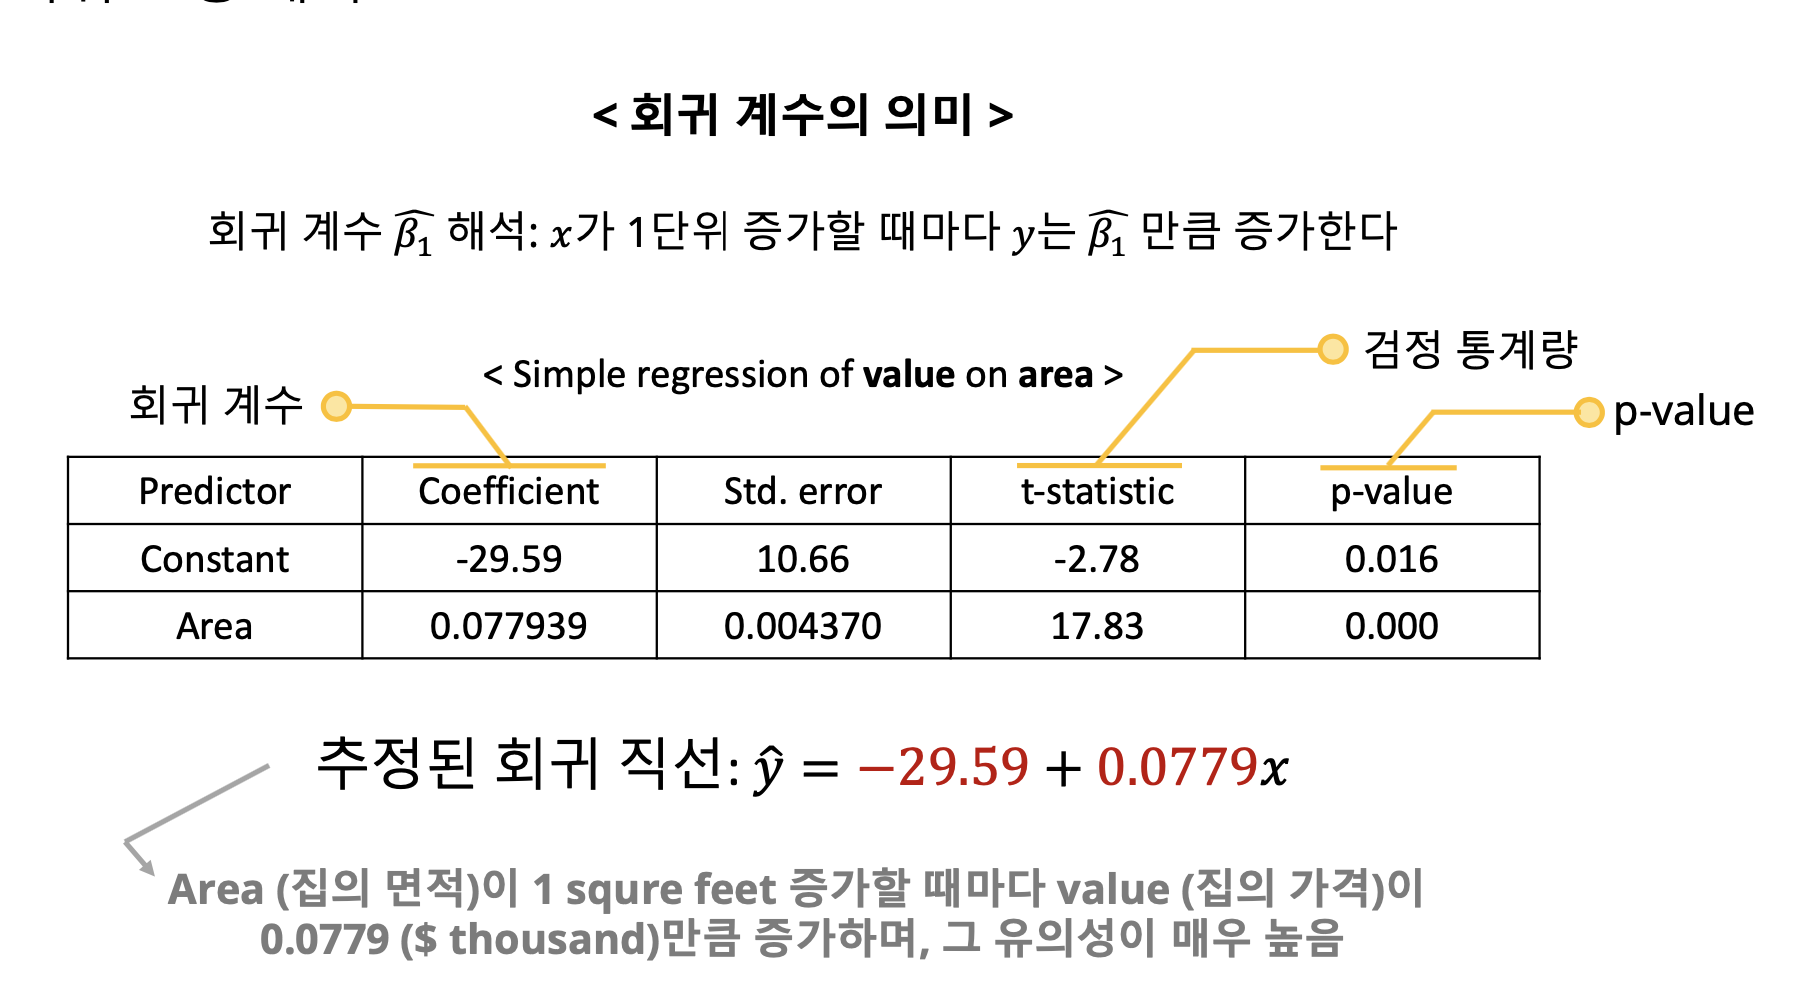 < 회귀 계수의 의미 >
회귀 계수 $\widehat{\beta_1}$ 해석: x가 1단위 증가할 때마다 y는 $\widehat{\beta_1}$ 만큼 증가한다
검정 통계량
< Simple regression of value on area >
회귀 계수
p-value
Predictor Coefficient Std. error t-statistic p-value
Constant -29.59 10.66 -2.78 0.016
Area 0.077939 0.004370 17.83 0.000
추정된 회귀 직선: ŷ = −29.59 + 0.0779x
Area (집의 면적)이 1 squre feet 증가할 때마다 value (집의 가격)이
0.0779 ($ thousand)만큼 증가하며, 그 유의성이 매우 높음